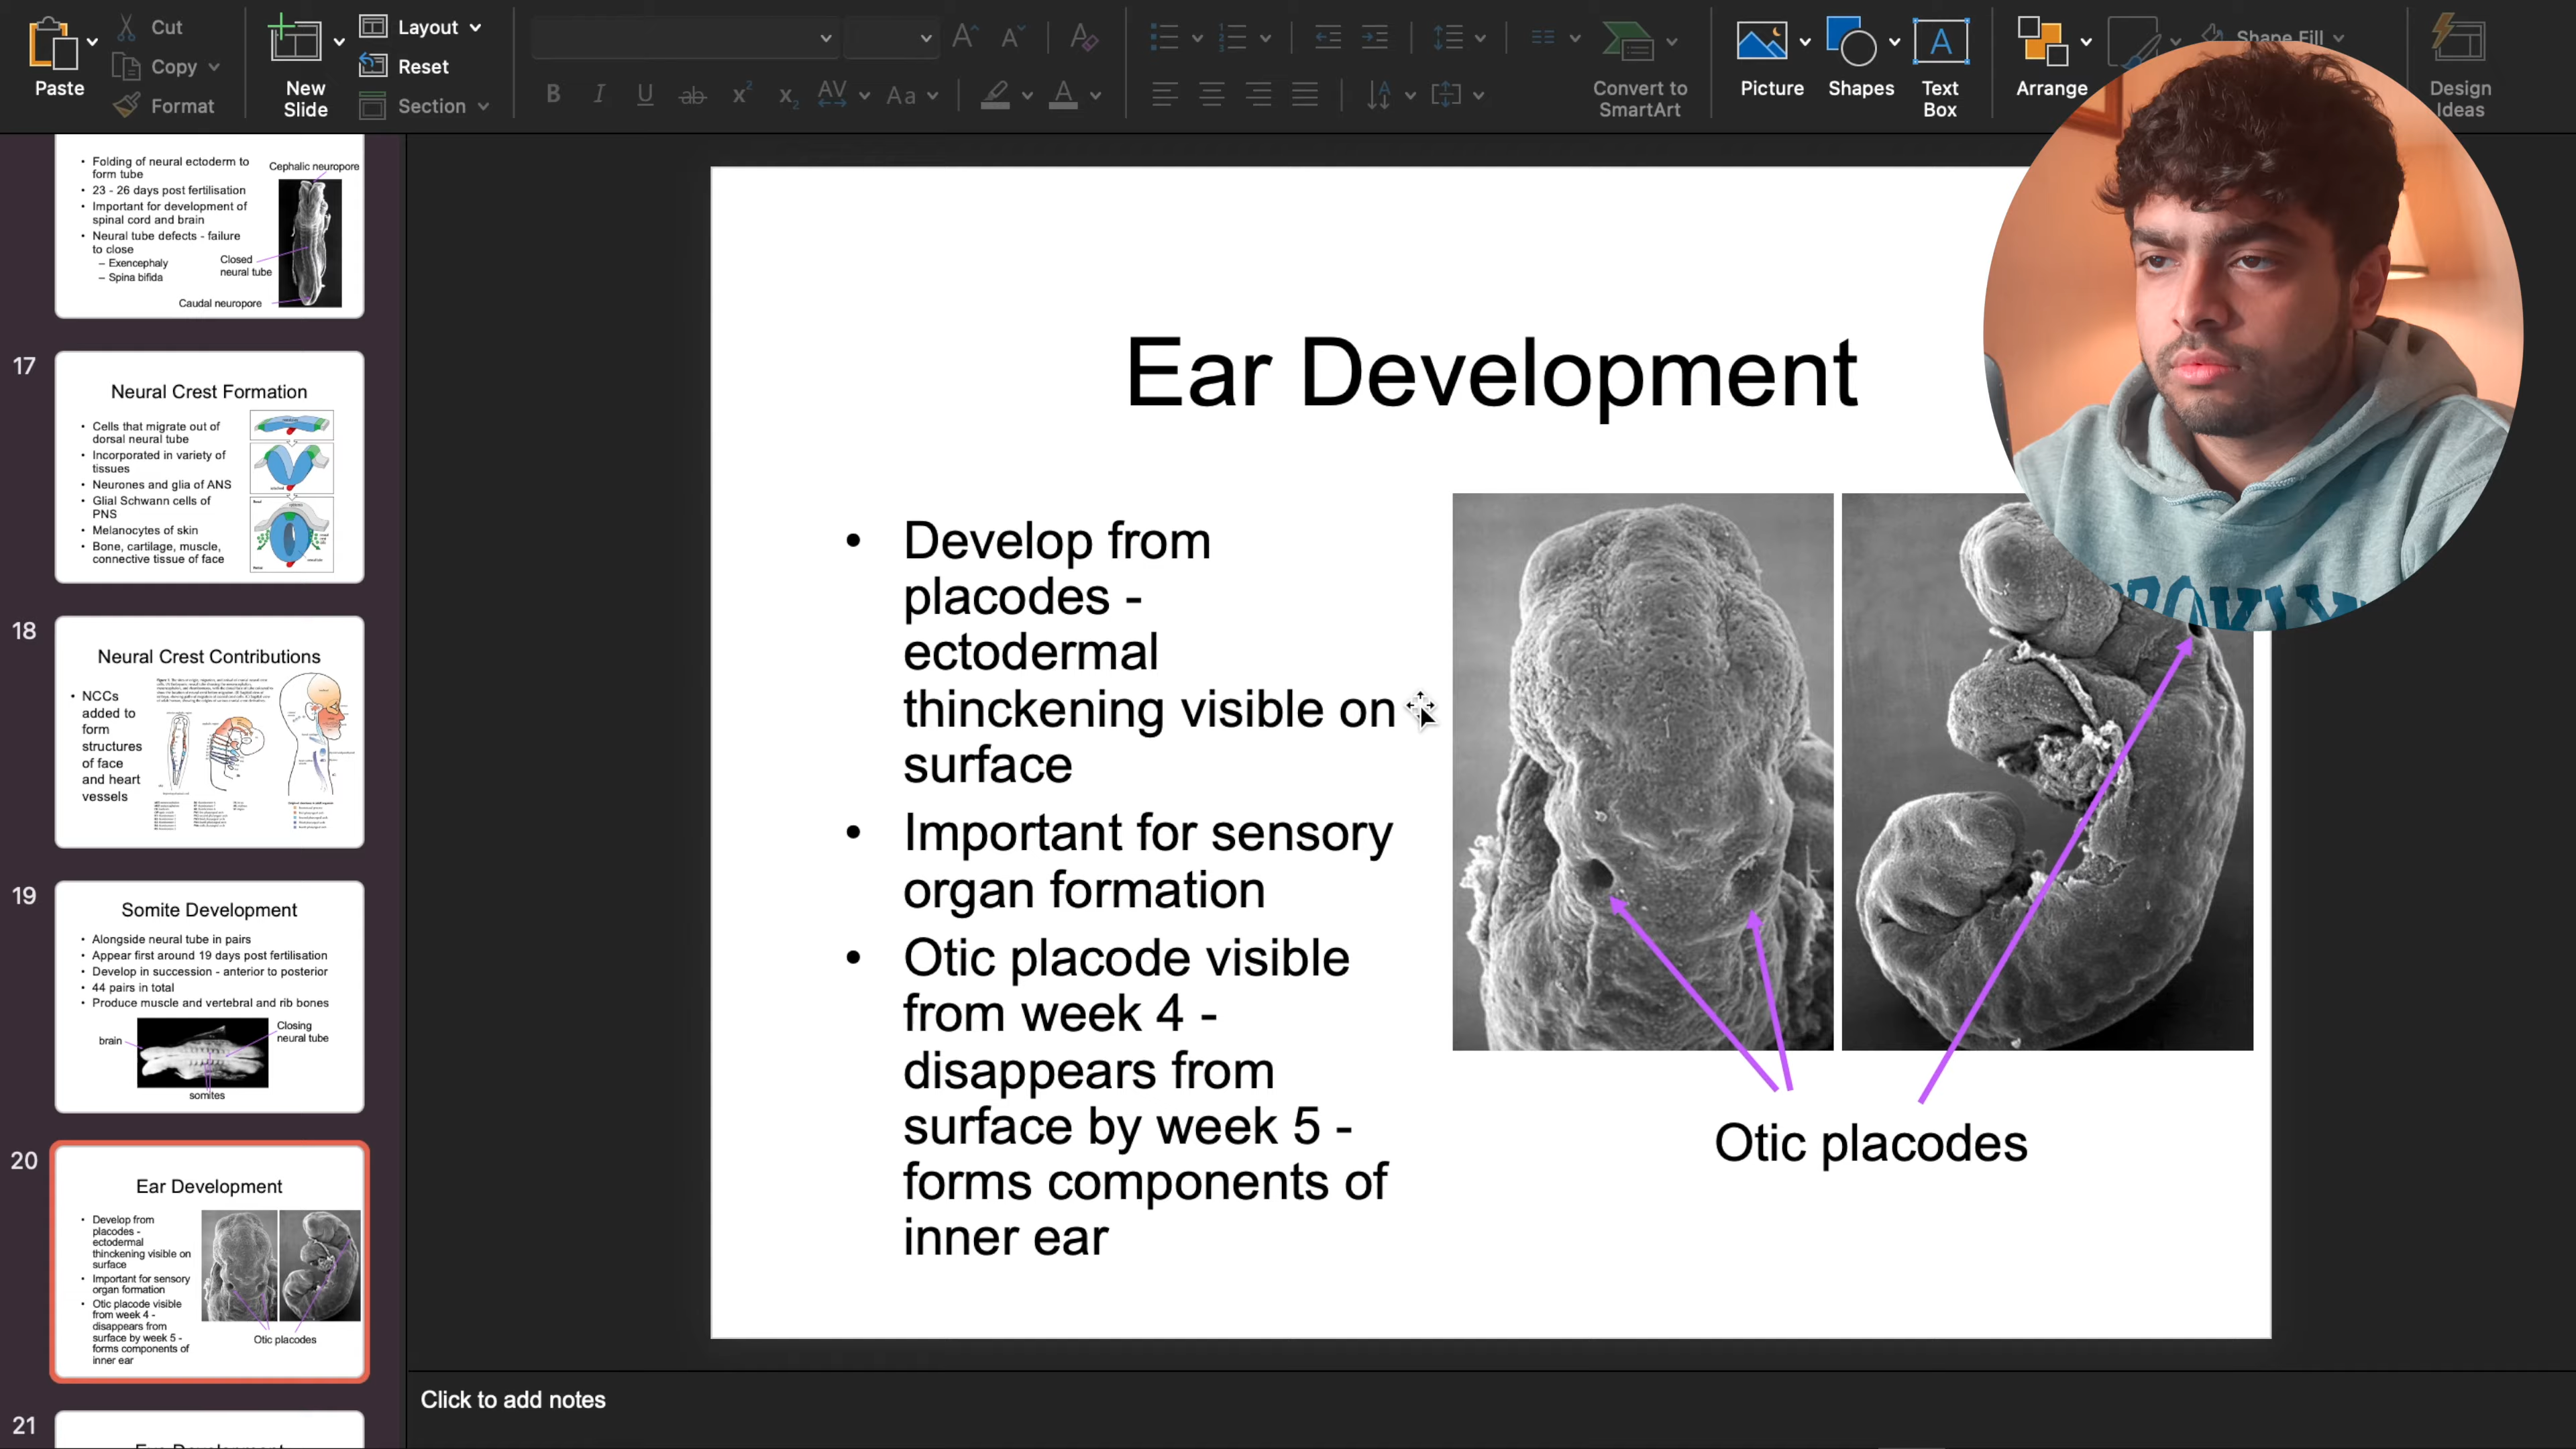 Paste
Cut
Copy
Format
New
Slide
Layout
Reset
Section
B I U ab x² x₂ AV Aa A
Convert to
SmartArt
Picture
Shapes
Text
Box
Arrange
Shape Fill
Design
Ideas
• Folding of neural ectoderm to
form tube
• 23 - 26 days post fertilisation
• Important for development of
spinal cord and brain
• Neural tube defects - failure
to close
– Exencephaly
– Spina bifida
Cephalic neuropore
Closed
neural tube
Caudal neuropore
17
Neural Crest Formation
• Cells that migrate out of
dorsal neural tube
• Incorporated in variety of
tissues
• Neurones and glia of ANS
• Glial Schwann cells of
PNS
• Melanocytes of skin
• Bone, cartilage, muscle,
connective tissue of face
18
Neural Crest Contributions
• NCCs
added to
form
structures
of face
and heart
vessels
19
Somite Development
• Alongside neural tube in pairs
• Appear first around 19 days post fertilisation
• Develop in succession - anterior to posterior
• 44 pairs in total
• Produce muscle and vertebral and rib bones
brain
Closing
neural tube
somites
20
Ear Development
• Develop from
placodes -
ectodermal
thinckening visible on
surface
• Important for sensory
organ formation
• Otic placode visible
from week 4 -
disappears from
surface by week 5 -
forms components of
inner ear
Otic placodes
21
Ear Development
Ear Development
• Develop from
placodes -
ectodermal
thinckening visible on
surface
• Important for sensory
organ formation
• Otic placode visible
from week 4 -
disappears from
surface by week 5 -
forms components of
inner ear
Otic placodes
Click to add notes